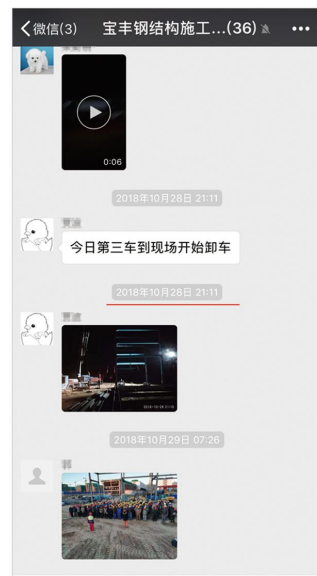 微信(3) 宝丰钢结构施工...(36)
0:06
2018年10月28日 21:11
今日第三车到现场开始卸车
2018年10月28日 21:11
2018年10月29日 07:26
韩